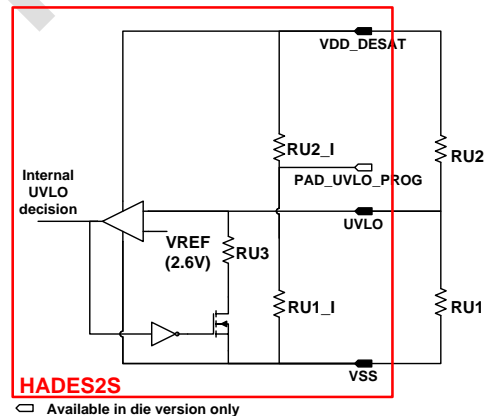 VDD_DESAT
RU2_I
RU2
PAD_UVLO_PROG
Internal
UVLO
decision
UVLO
VREF
(2.6V)
RU3
RU1_I
RU1
VSS
HADES2S
Available in die version only